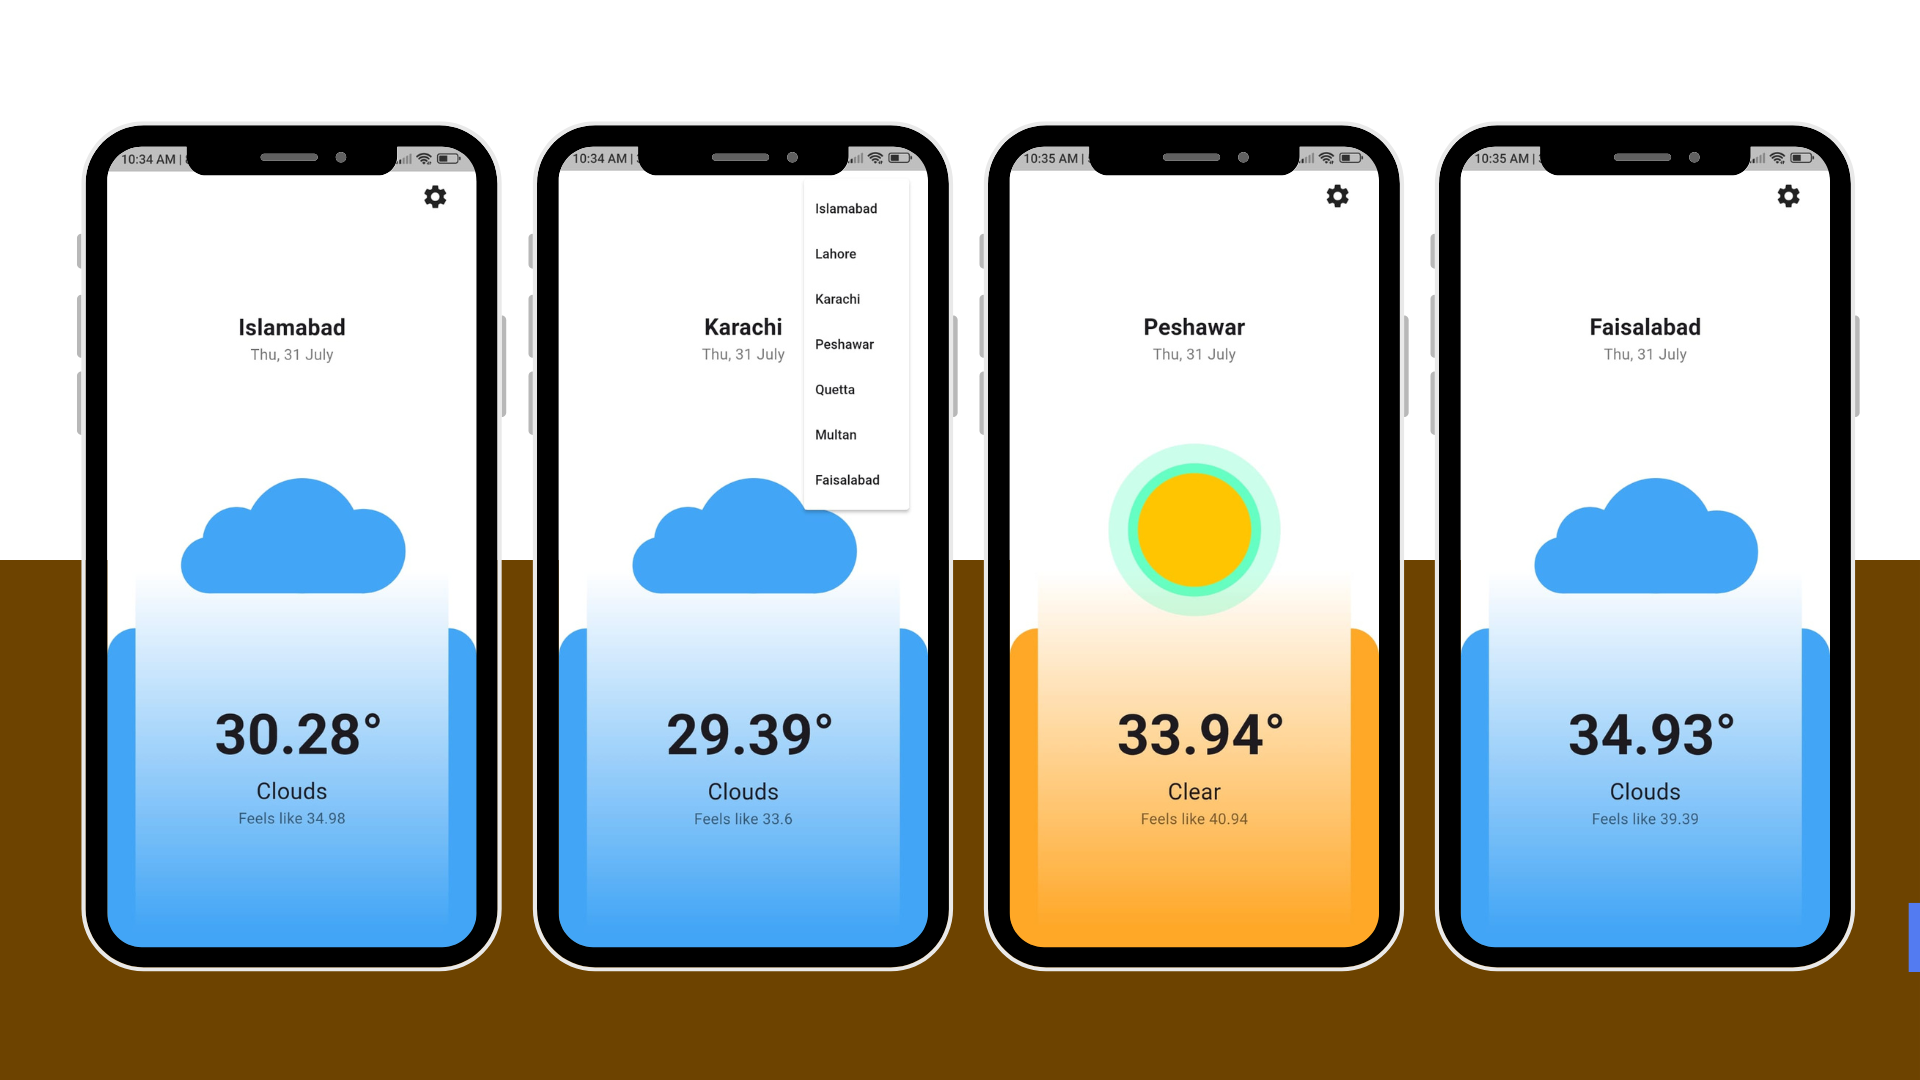 10:34 AM |
Islamabad
Thu, 31 July
30.28°
Clouds
Feels like 34.98
10:34 AM |
Islamabad
Lahore
Karachi
Peshawar
Quetta
Multan
Faisalabad
Karachi
Thu, 31 July
29.39°
Clouds
Feels like 33.6
10:35 AM |
Peshawar
Thu, 31 July
33.94°
Clear
Feels like 40.94
10:35 AM |
Faisalabad
Thu, 31 July
34.93°
Clouds
Feels like 39.39